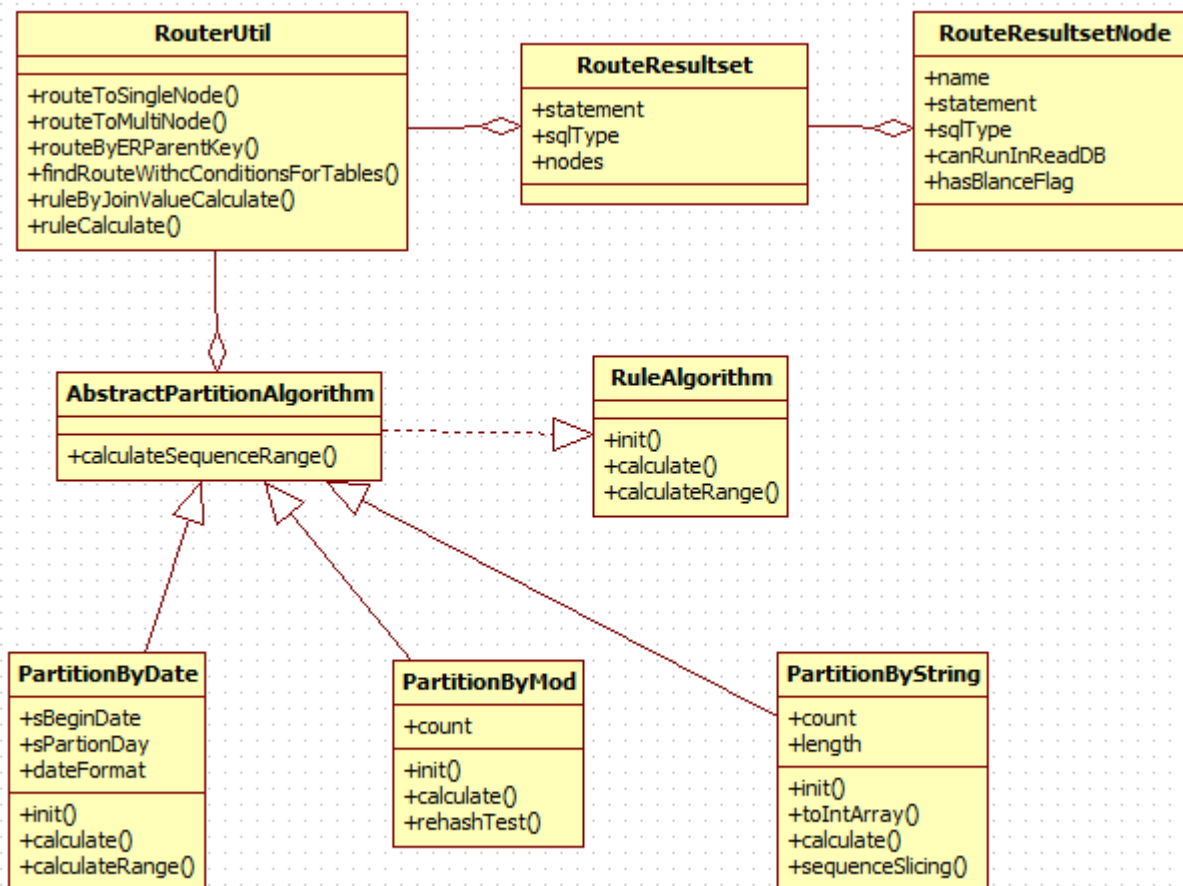 RouterUtil
+routeToSingleNode()
+routeToMultiNode()
+routeByERParentKey()
+findRouteWithcConditionsForTables()
+ruleByJoinValueCalculate()
+ruleCalculate()
RouteResultset
+statement
+sqlType
+nodes
RouteResultsetNode
+name
+statement
+sqlType
+canRunInReadDB
+hasBlanceFlag
AbstractPartitionAlgorithm
+calculateSequenceRange()
RuleAlgorithm
+init()
+calculate()
+calculateRange()
PartitionByDate
+sBeginDate
+sPartionDay
+dateFormat
+init()
+calculate()
+calculateRange()
PartitionByMod
+count
+init()
+calculate()
+rehashTest()
PartitionByString
+count
+length
+init()
+toIntArray()
+calculate()
+sequenceSlicing()